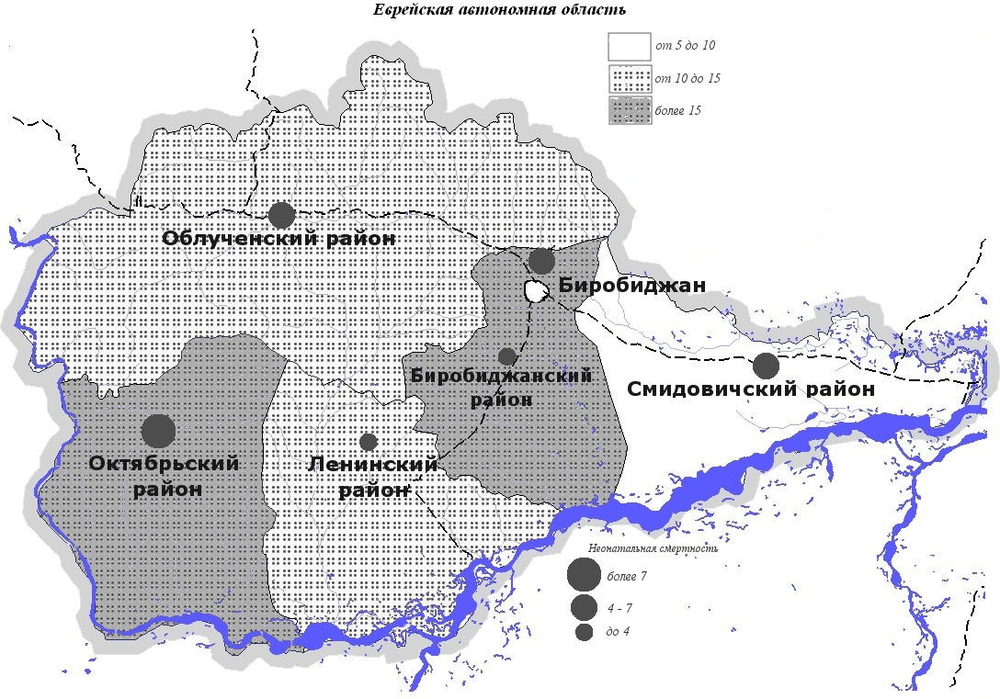 Еврейская автономная область
от 5 до 10
от 10 до 15
более 15
Облученский район
Биробиджан
Биробиджанский
район
Смидовичский район
Октябрьский
район
Ленинский
район
Неонатальная смертность
более 7
4 - 7
до 4